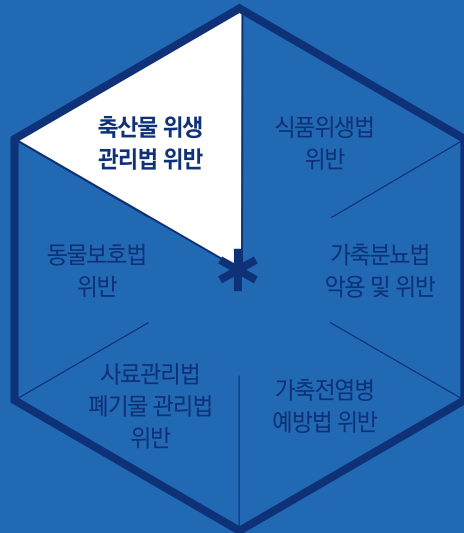 축산물 위생
관리법 위반
식품위생법
위반
동물보호법
위반
가축분뇨법
악용 및 위반
사료관리법
폐기물 관리법
위반
가축전염병
예방법 위반